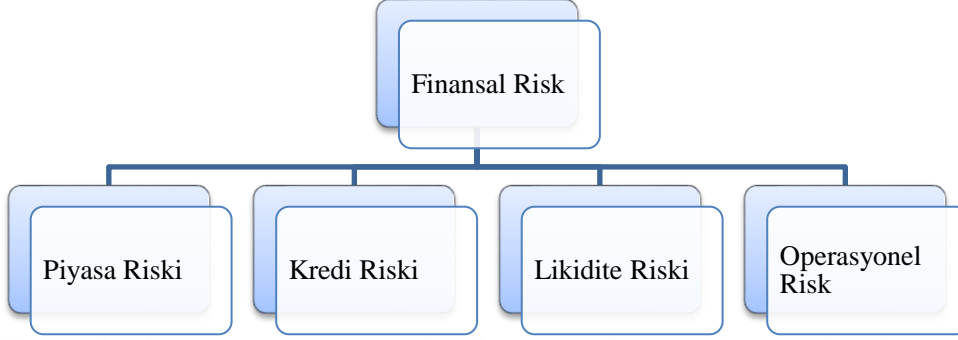 Finansal Risk
Piyasa Riski
Kredi Riski
Likidite Riski
Operasyonel
Risk